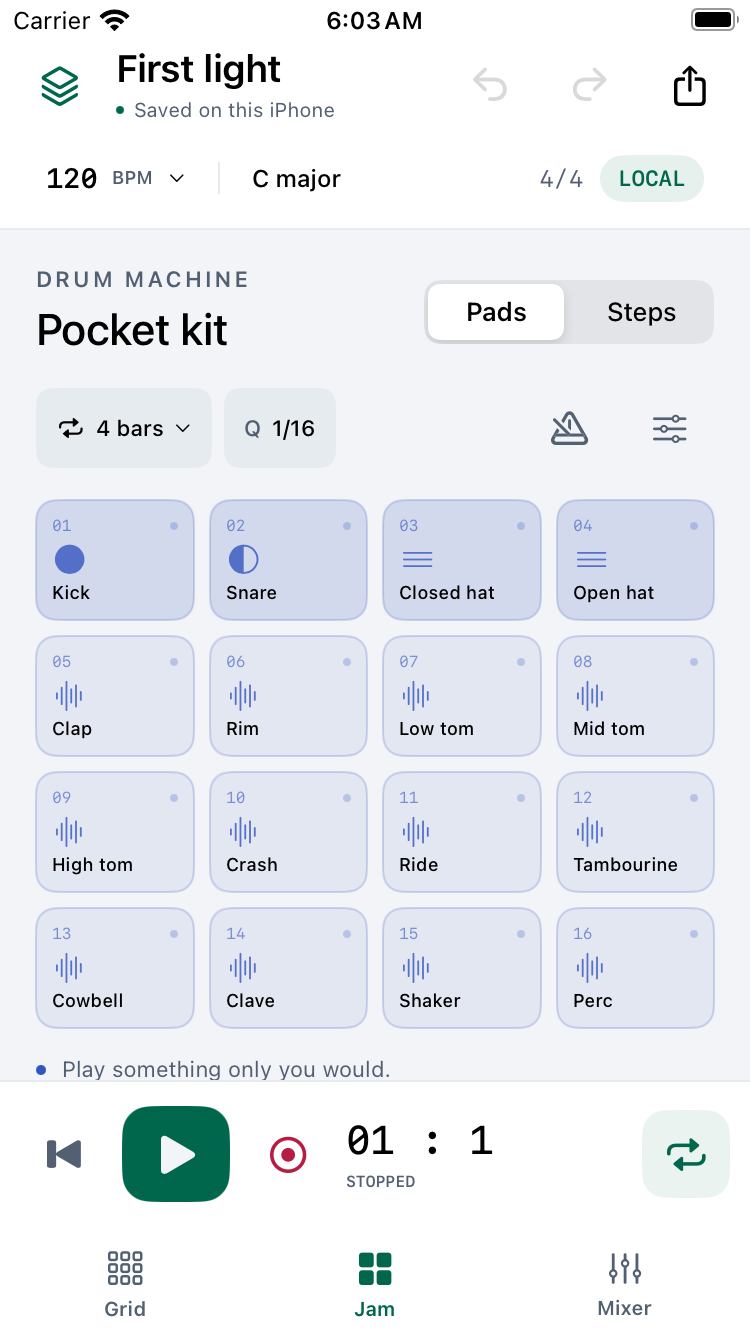 Carrier 6:03 AM
First light
Saved on this iPhone
120 BPM C major 4/4 LOCAL
DRUM MACHINE
Pocket kit
Pads Steps
4 bars Q 1/16
01 02 03 04
Kick Snare Closed hat Open hat
05 06 07 08
Clap Rim Low tom Mid tom
09 10 11 12
High tom Crash Ride Tambourine
13 14 15 16
Cowbell Clave Shaker Perc
Play something only you would.
01 : 1
STOPPED
Grid Jam Mixer